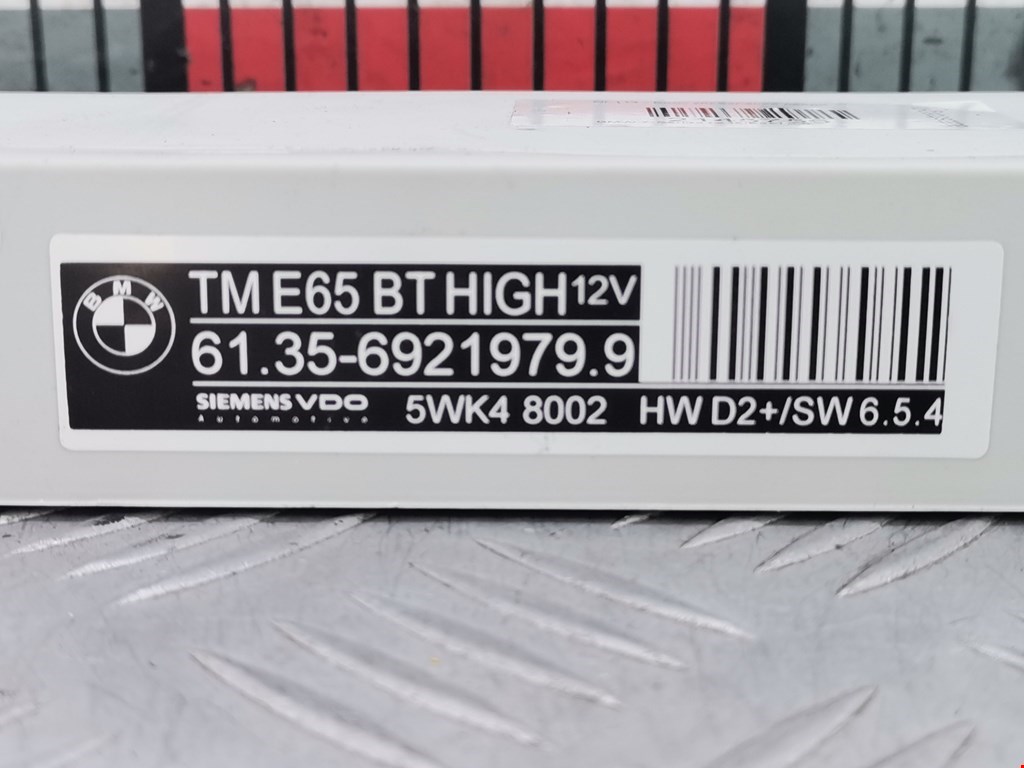 BMW
TM E65 BT HIGH 12V
61.35-6921979.9
SIEMENS VDO
Automotive
5WK4 8002
HW D2+/SW 6.5.4